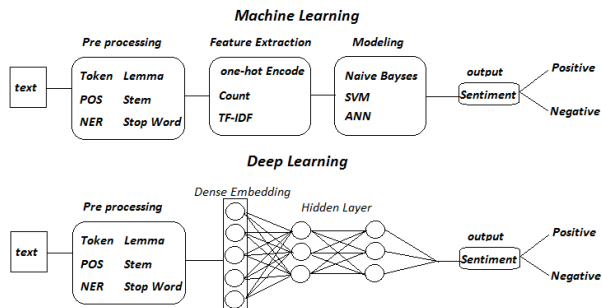 Machine Learning
Pre processing
Feature Extraction
Modeling
text
Token Lemma
POS Stem
NER Stop Word
one-hot Encode
Count
TF-IDF
Naive Bayses
SVM
ANN
output
Sentiment
Positive
Negative
Deep Learning
Pre processing
Dense Embedding
Hidden Layer
text
Token Lemma
POS Stem
NER Stop Word
output
Sentiment
Positive
Negative